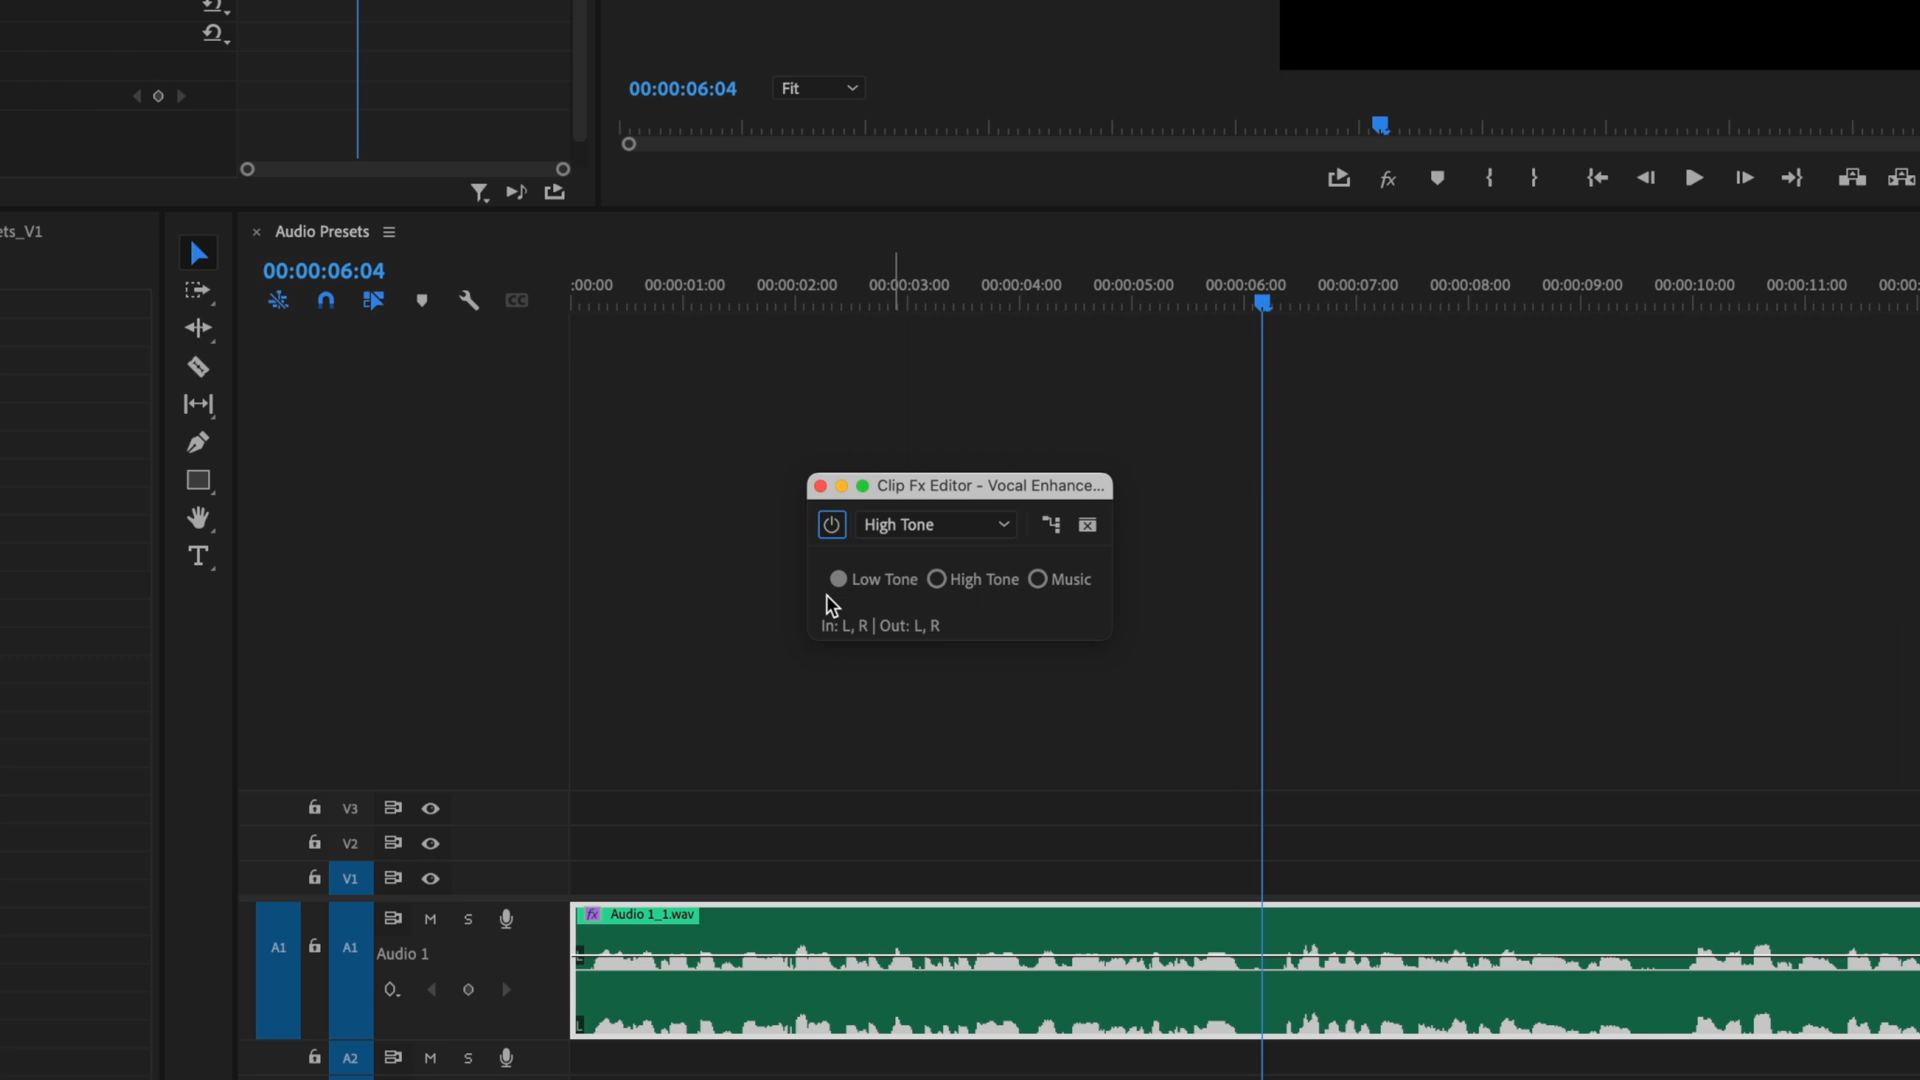 00:00:06:04
Fit
ets_V1
Audio Presets
00:00:06:04
CC
:00:00 00:00:01:00 00:00:02:00 00:00:03:00 00:00:04:00 00:00:05:00 00:00:06:00 00:00:07:00 00:00:08:00 00:00:09:00 00:00:10:00 00:00:11:00 00:00:
Clip Fx Editor - Vocal Enhance...
High Tone
Low Tone High Tone Music
In: L, R | Out: L, R
V3
V2
V1
fx Audio 1_1.wav
M S
A1 A1
Audio 1
L
A2 M S